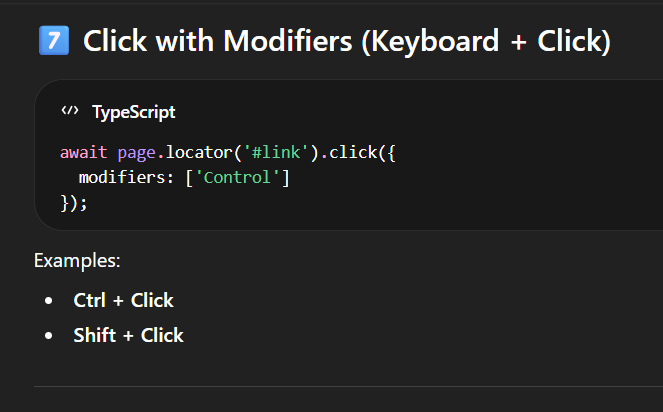 7 Click with Modifiers (Keyboard + Click)
</> TypeScript
await page.locator('#link').click({
  modifiers: ['Control']
});
Examples:
• Ctrl + Click
• Shift + Click